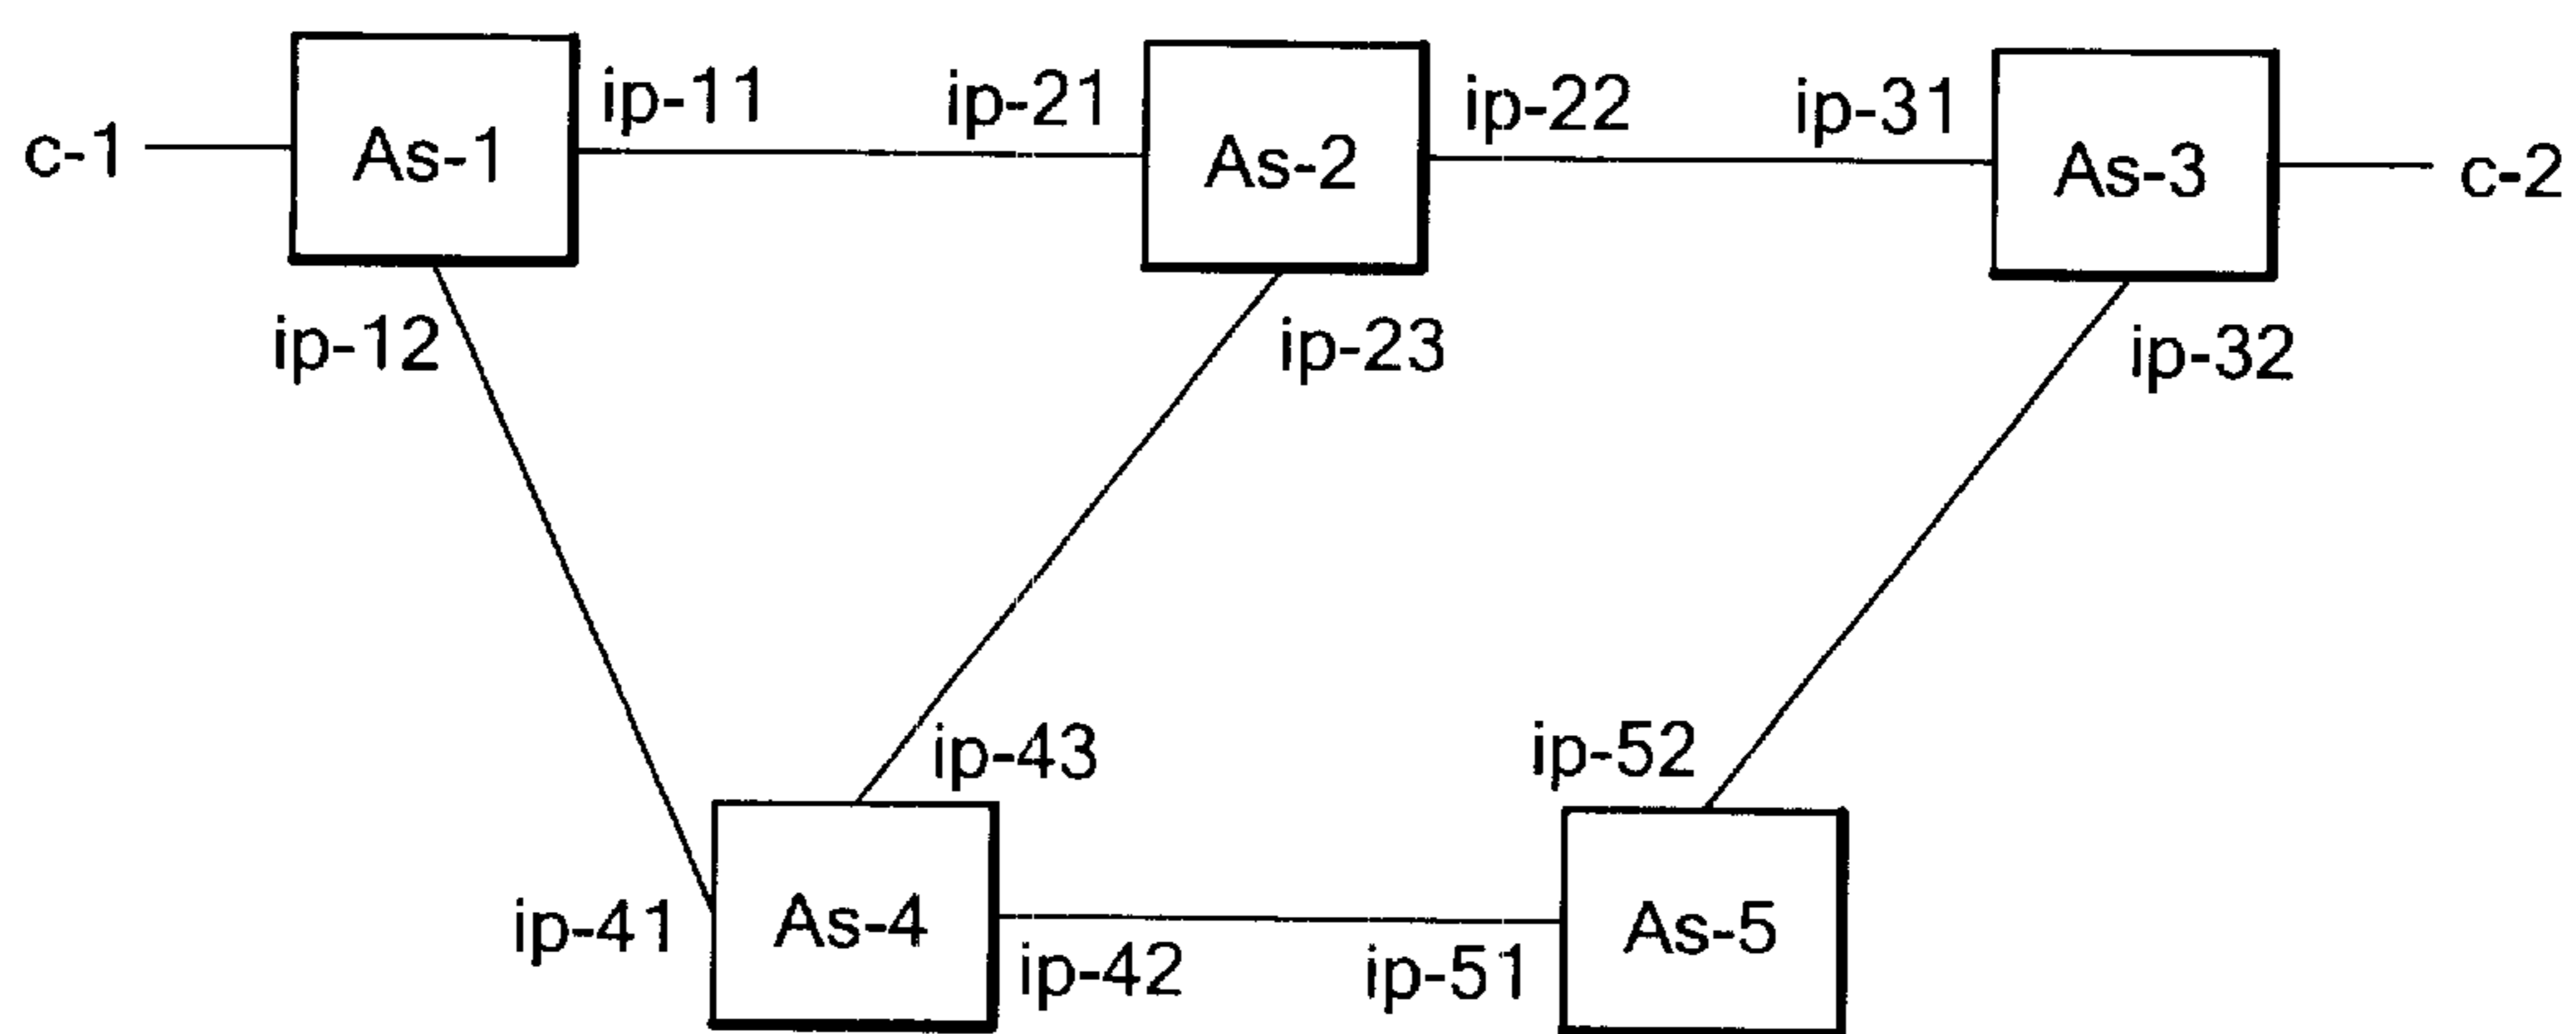 c-1
As-1
ip-11
ip-21
As-2
ip-22
ip-31
As-3
c-2
ip-12
ip-23
ip-32
ip-43
ip-52
ip-41
As-4
ip-42
ip-51
As-5